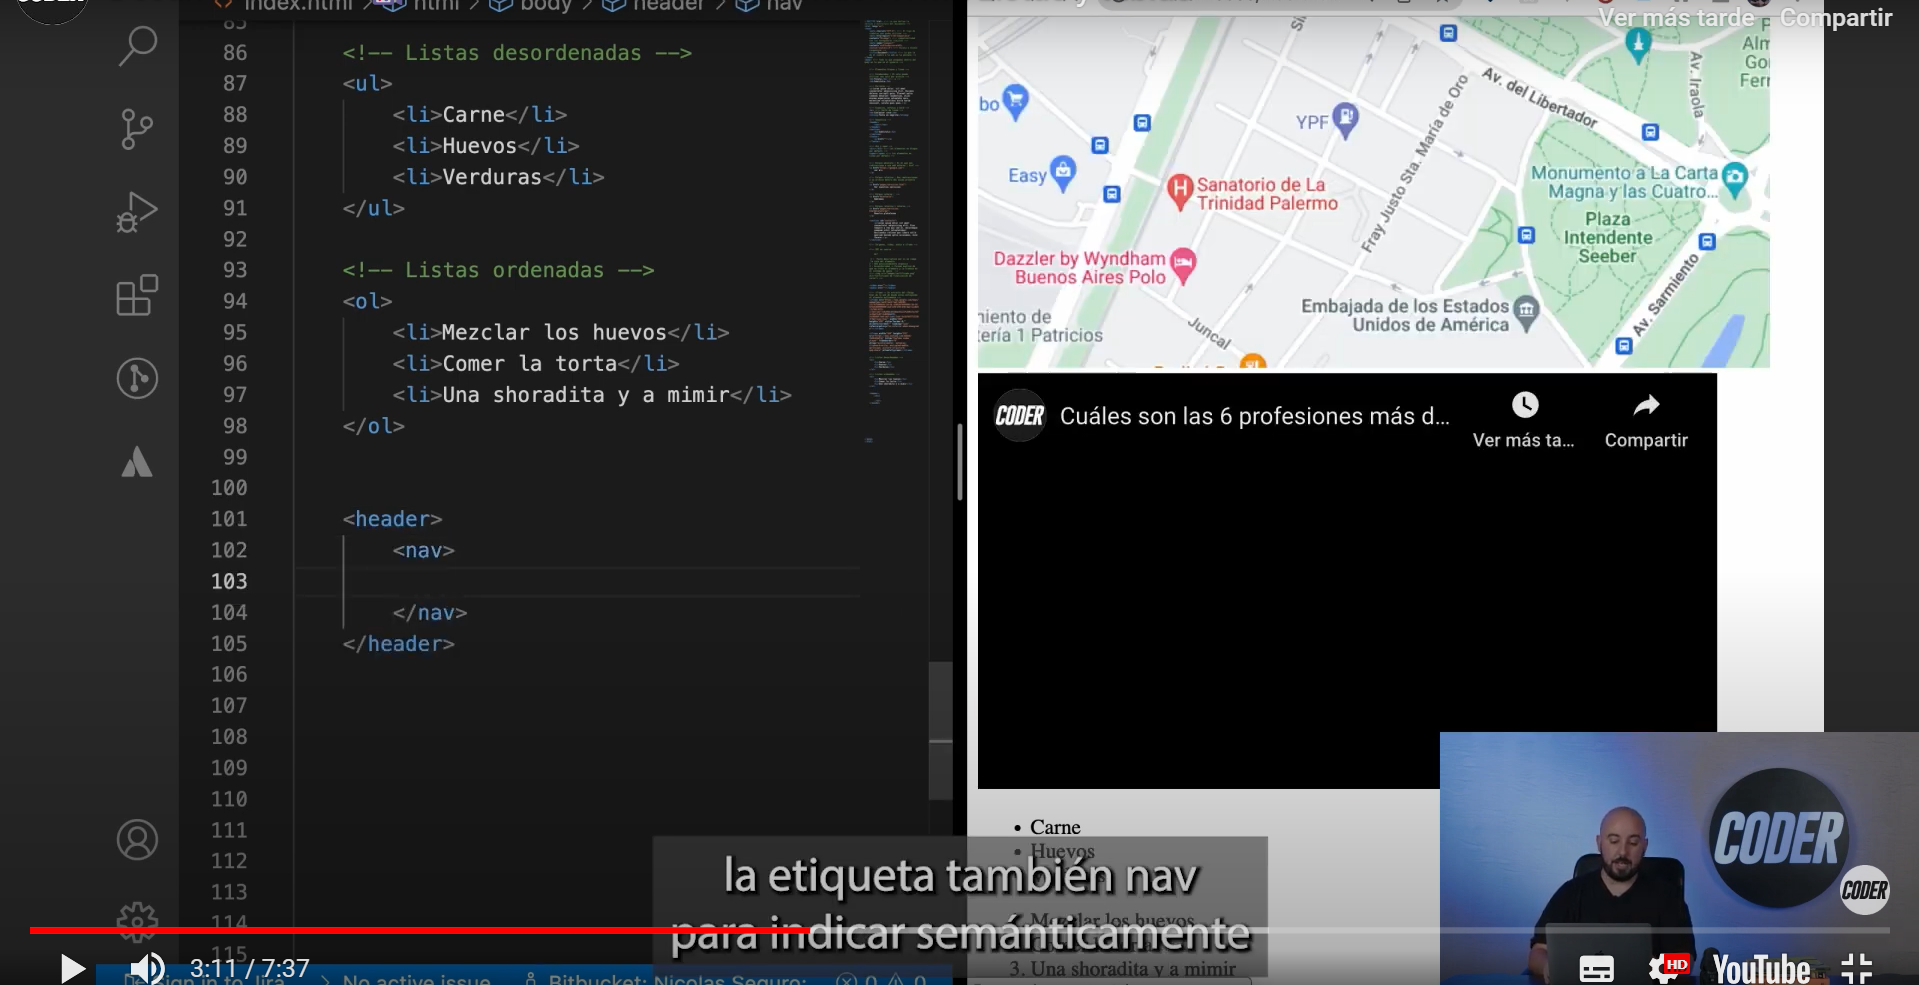 index.html > html > body > header > nav
85
86 <!-- Listas desordenadas -->
87 <ul>
88 <li>Carne</li>
89 <li>Huevos</li>
90 <li>Verduras</li>
91 </ul>
92
93 <!-- Listas ordenadas -->
94 <ol>
95 <li>Mezclar los huevos</li>
96 <li>Comer la torta</li>
97 <li>Una shoradita y a mimir</li>
98 </ol>
99
100
101 <header>
102 <nav>
103
104 </nav>
105 </header>
106
107
108
109
110
111
112
113
114
115
Ver más tarde
Compartir
Av. del Libertador
Av. Iraola
YPF
Easy
Fray Justo Sta. María de Oro
Sanatorio de La
Trinidad Palermo
Monumento a La Carta
Magna y las Cuatro...
Plaza
Intendente
Seeber
Dazzler by Wyndham
Buenos Aires Polo
Embajada de los Estados
Unidos de América
Av. Sarmiento
Juncal
ería 1 Patricios
CODER
Cuáles son las 6 profesiones más d...
Ver más ta...
Compartir
• Carne
• Huevos
Mezclar los huevos
3. Una shoradita y a mimir
la etiqueta también nav
para indicar semánticamente
CODER
CODER
3:11 / 7:37
Sign in to Jira
No active issue
Bitbucket: Nicolas Seguro:
0
0
HD
YouTube